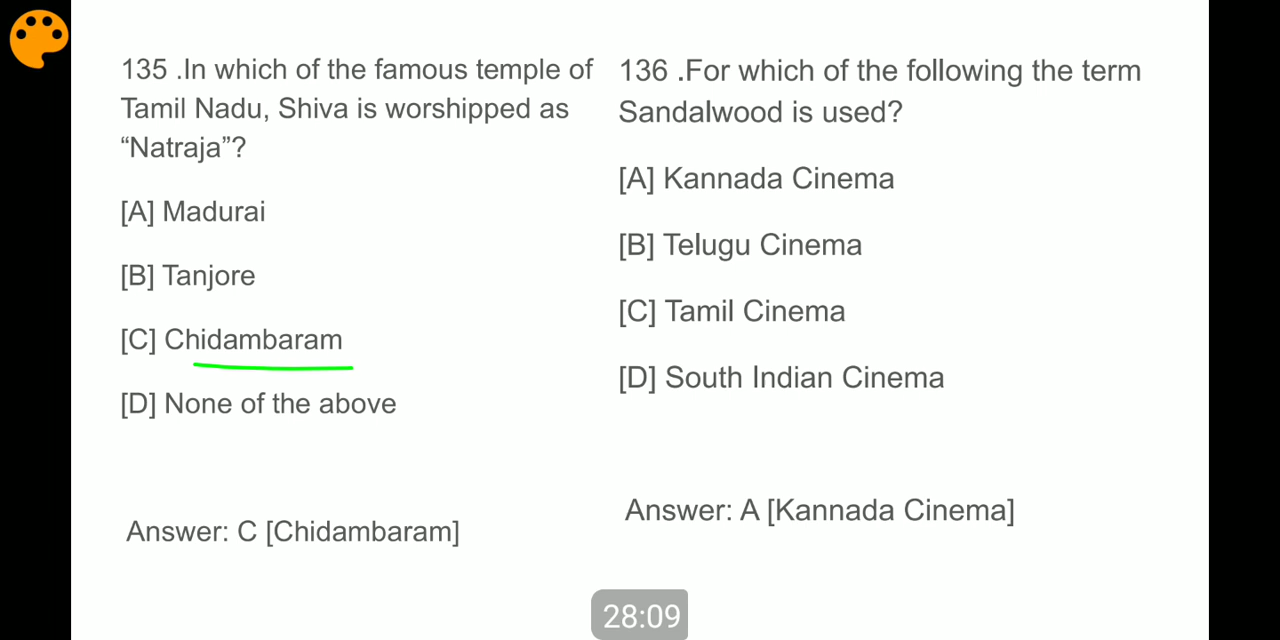 135 .In which of the famous temple of
Tamil Nadu, Shiva is worshipped as
“Natraja”?
[A] Madurai
[B] Tanjore
[C] Chidambaram
[D] None of the above
Answer: C [Chidambaram]
136 .For which of the following the term
Sandalwood is used?
[A] Kannada Cinema
[B] Telugu Cinema
[C] Tamil Cinema
[D] South Indian Cinema
Answer: A [Kannada Cinema]
28:09